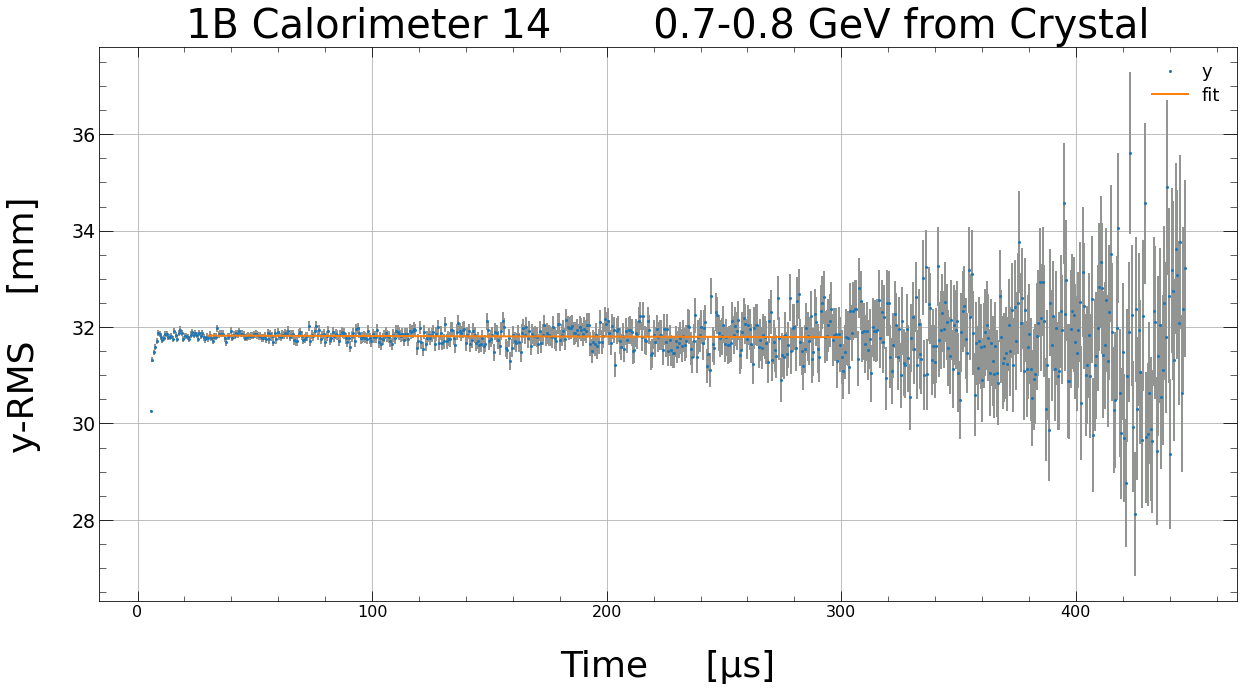 1B Calorimeter 14 0.7-0.8 GeV from Crystal
y
fit
36
34
32
30
28
y-RMS [mm]
0 100 200 300 400
Time [µs]